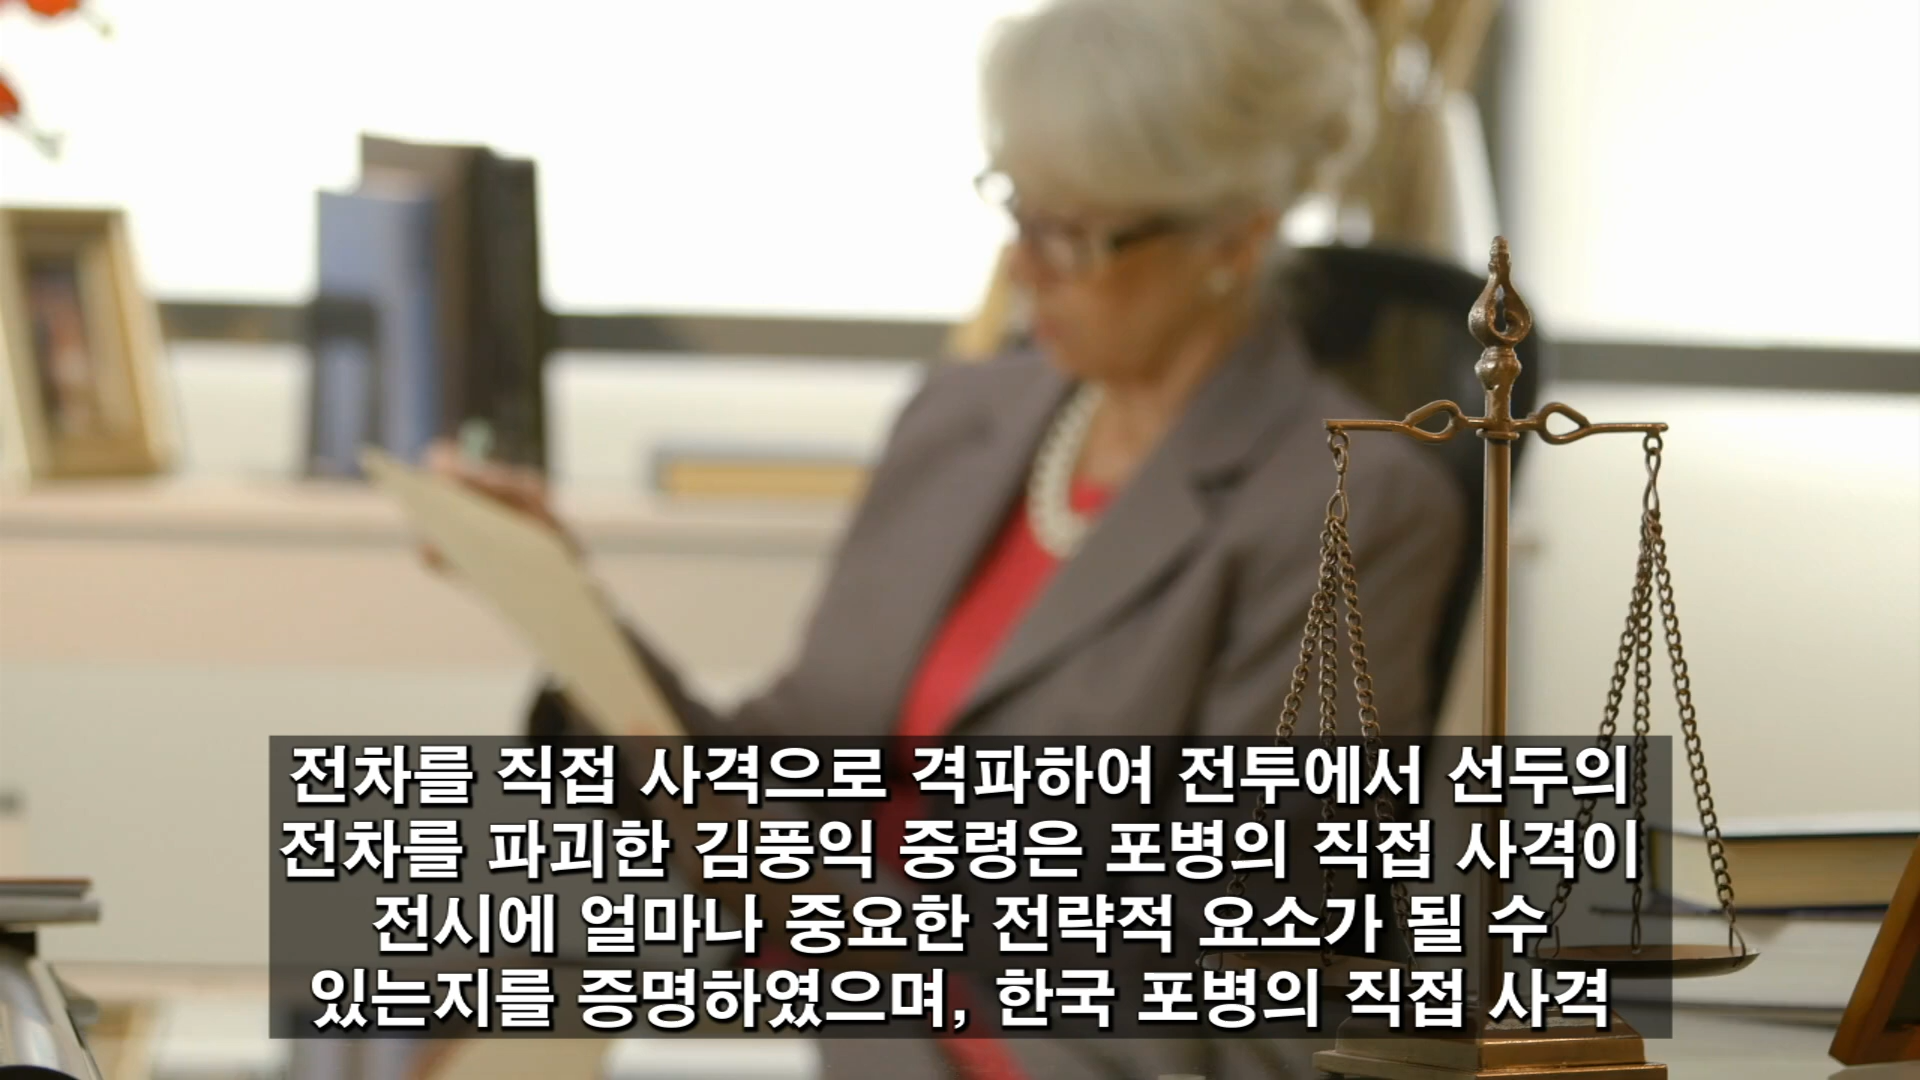 전차를 직접 사격으로 격파하여 전투에서 선두의
전차를 파괴한 김풍익 중령은 포병의 직접 사격이
전시에 얼마나 중요한 전략적 요소가 될 수
있는지를 증명하였으며, 한국 포병의 직접 사격